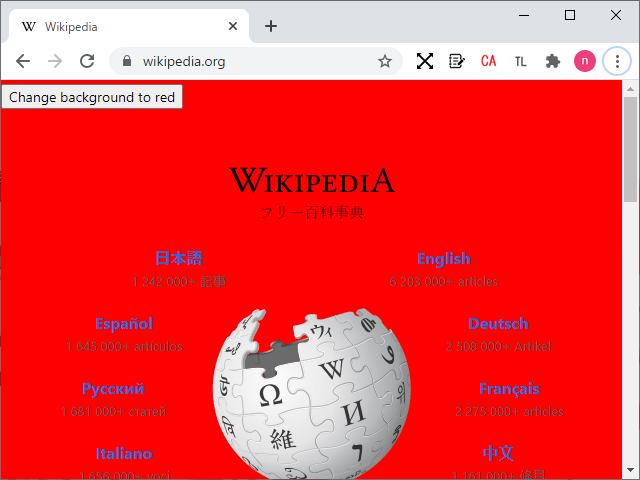 Wikipedia
wikipedia.org
CA
TL
n
Change background to red
WIKIPEDIA
フリー百科事典
日本語
1 242 000+ 記事
English
6 203 000+ articles
Español
1 645 000+ artículos
Deutsch
2 508 000+ Artikel
Русский
1 681 000+ статей
Français
2 275 000+ articles
Italiano
1 656 000+ voci
中文
1 161 000+ 條目
Ω
W
ウィ
И
維